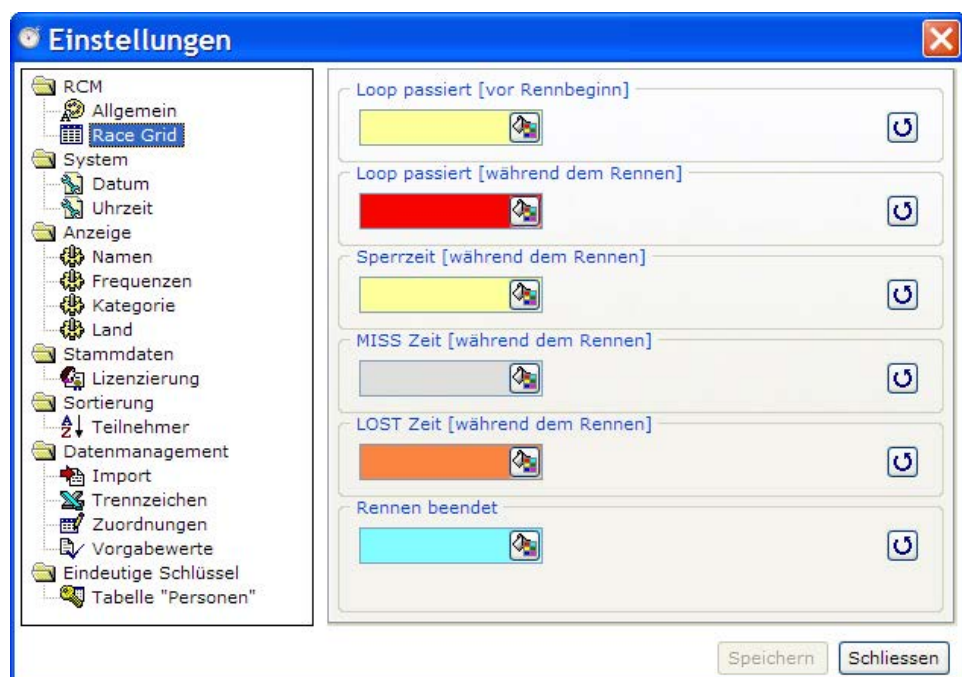 Einstellungen
RCM
Allgemein
Race Grid
System
Datum
Uhrzeit
Anzeige
Namen
Frequenzen
Kategorie
Land
Stammdaten
Lizenzierung
Sortierung
Teilnehmer
Datenmanagement
Import
Trennzeichen
Zuordnungen
Vorgabewerte
Eindeutige Schlüssel
Tabelle "Personen"
Loop passiert [vor Rennbeginn]
Loop passiert [während dem Rennen]
Sperrzeit [während dem Rennen]
MISS Zeit [während dem Rennen]
LOST Zeit [während dem Rennen]
Rennen beendet
Speichern
Schliessen